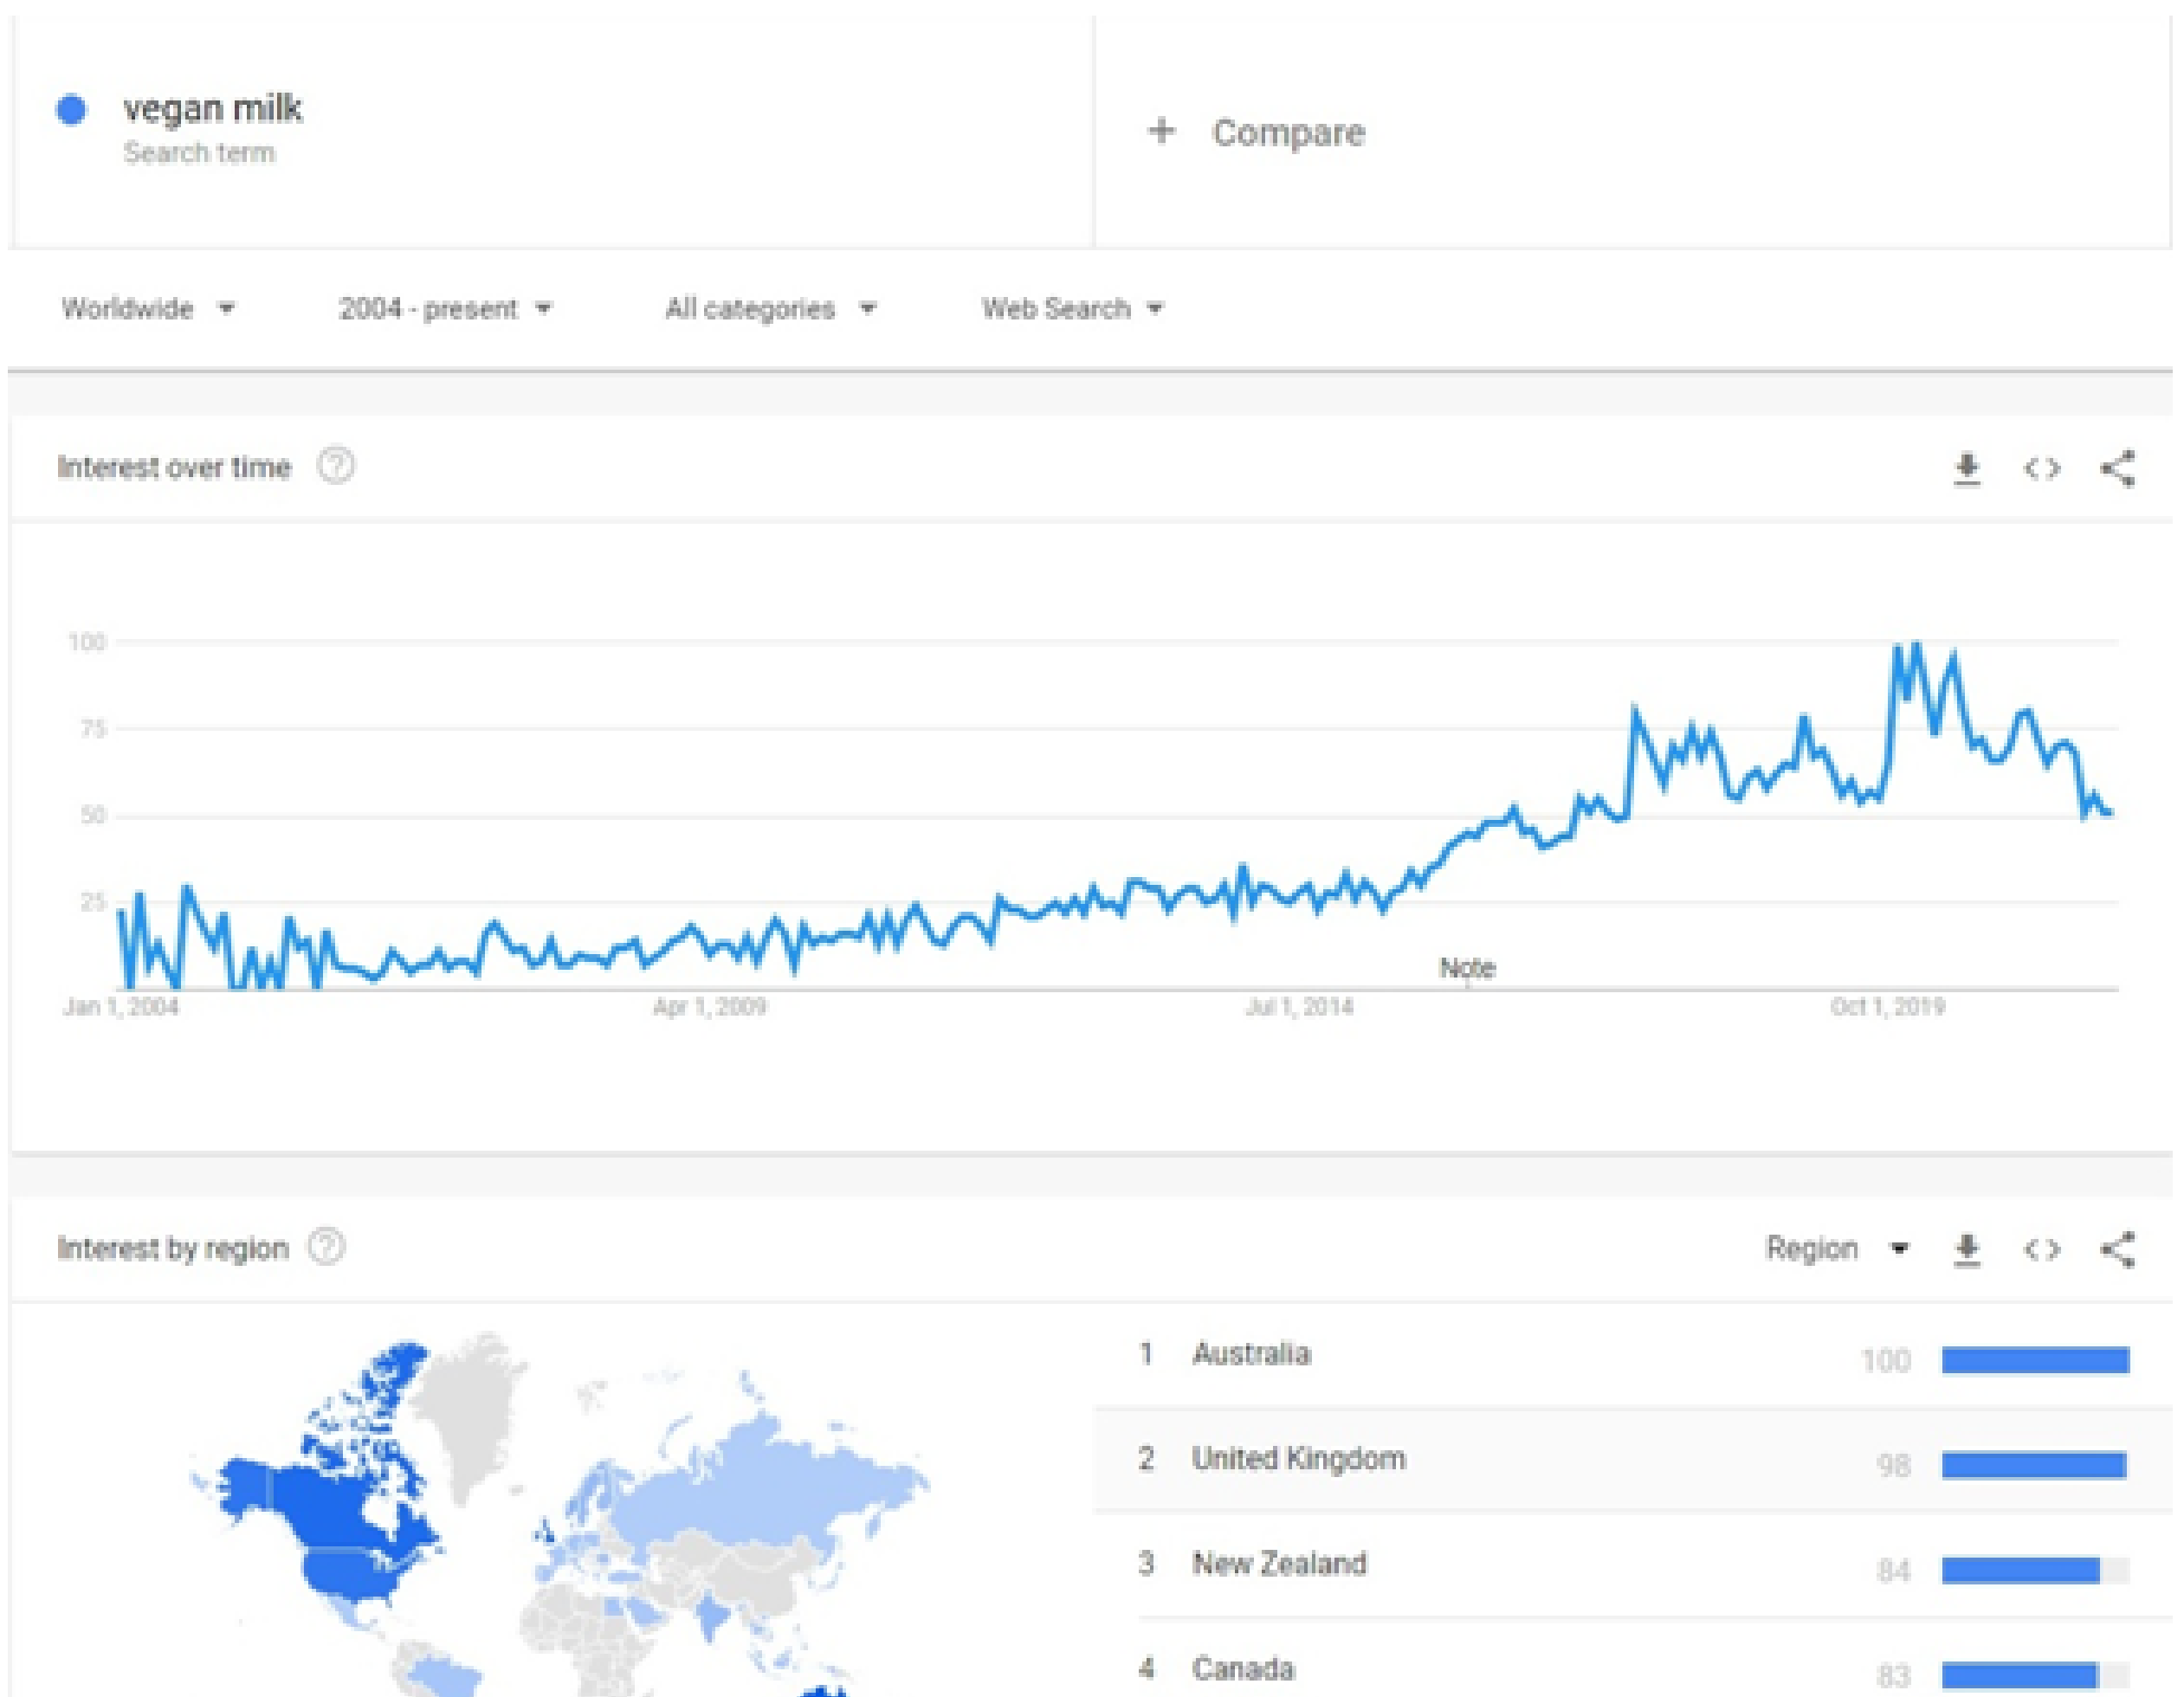 vegan milk
Search term
+ Compare
Worldwide
2004 - present
All categories
Web Search
Interest over time ?
100
75
50
25
Note
Jan 1, 2004
Apr 1, 2009
Jul 1, 2014
Oct 1, 2019
Interest by region ?
Region
1 Australia 100
2 United Kingdom 98
3 New Zealand 84
4 Canada 83